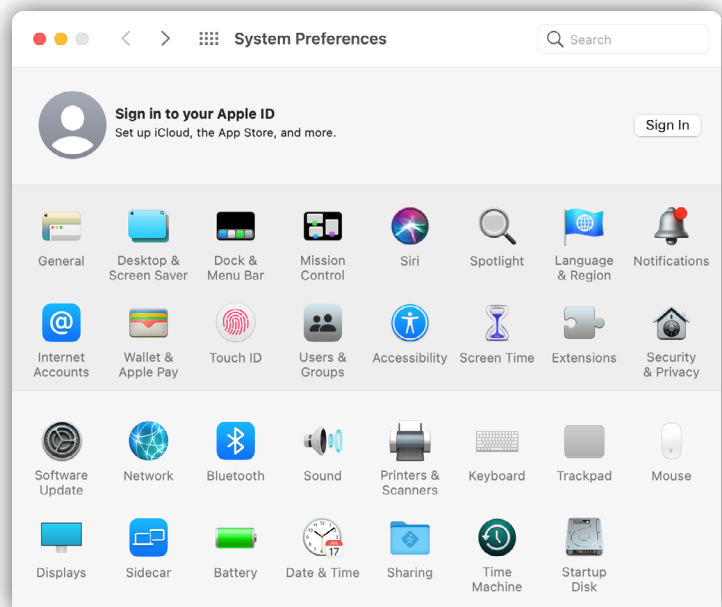 System Preferences
Search
Sign in to your Apple ID
Set up iCloud, the App Store, and more.
Sign In
General
Desktop &
Screen Saver
Dock &
Menu Bar
Mission
Control
Siri
Spotlight
Language
& Region
Notifications
Internet
Accounts
Wallet &
Apple Pay
Touch ID
Users &
Groups
Accessibility
Screen Time
Extensions
Security
& Privacy
Software
Update
Network
Bluetooth
Sound
Printers &
Scanners
Keyboard
Trackpad
Mouse
Displays
Sidecar
Battery
JUL
17
Date & Time
Sharing
Time
Machine
Startup
Disk